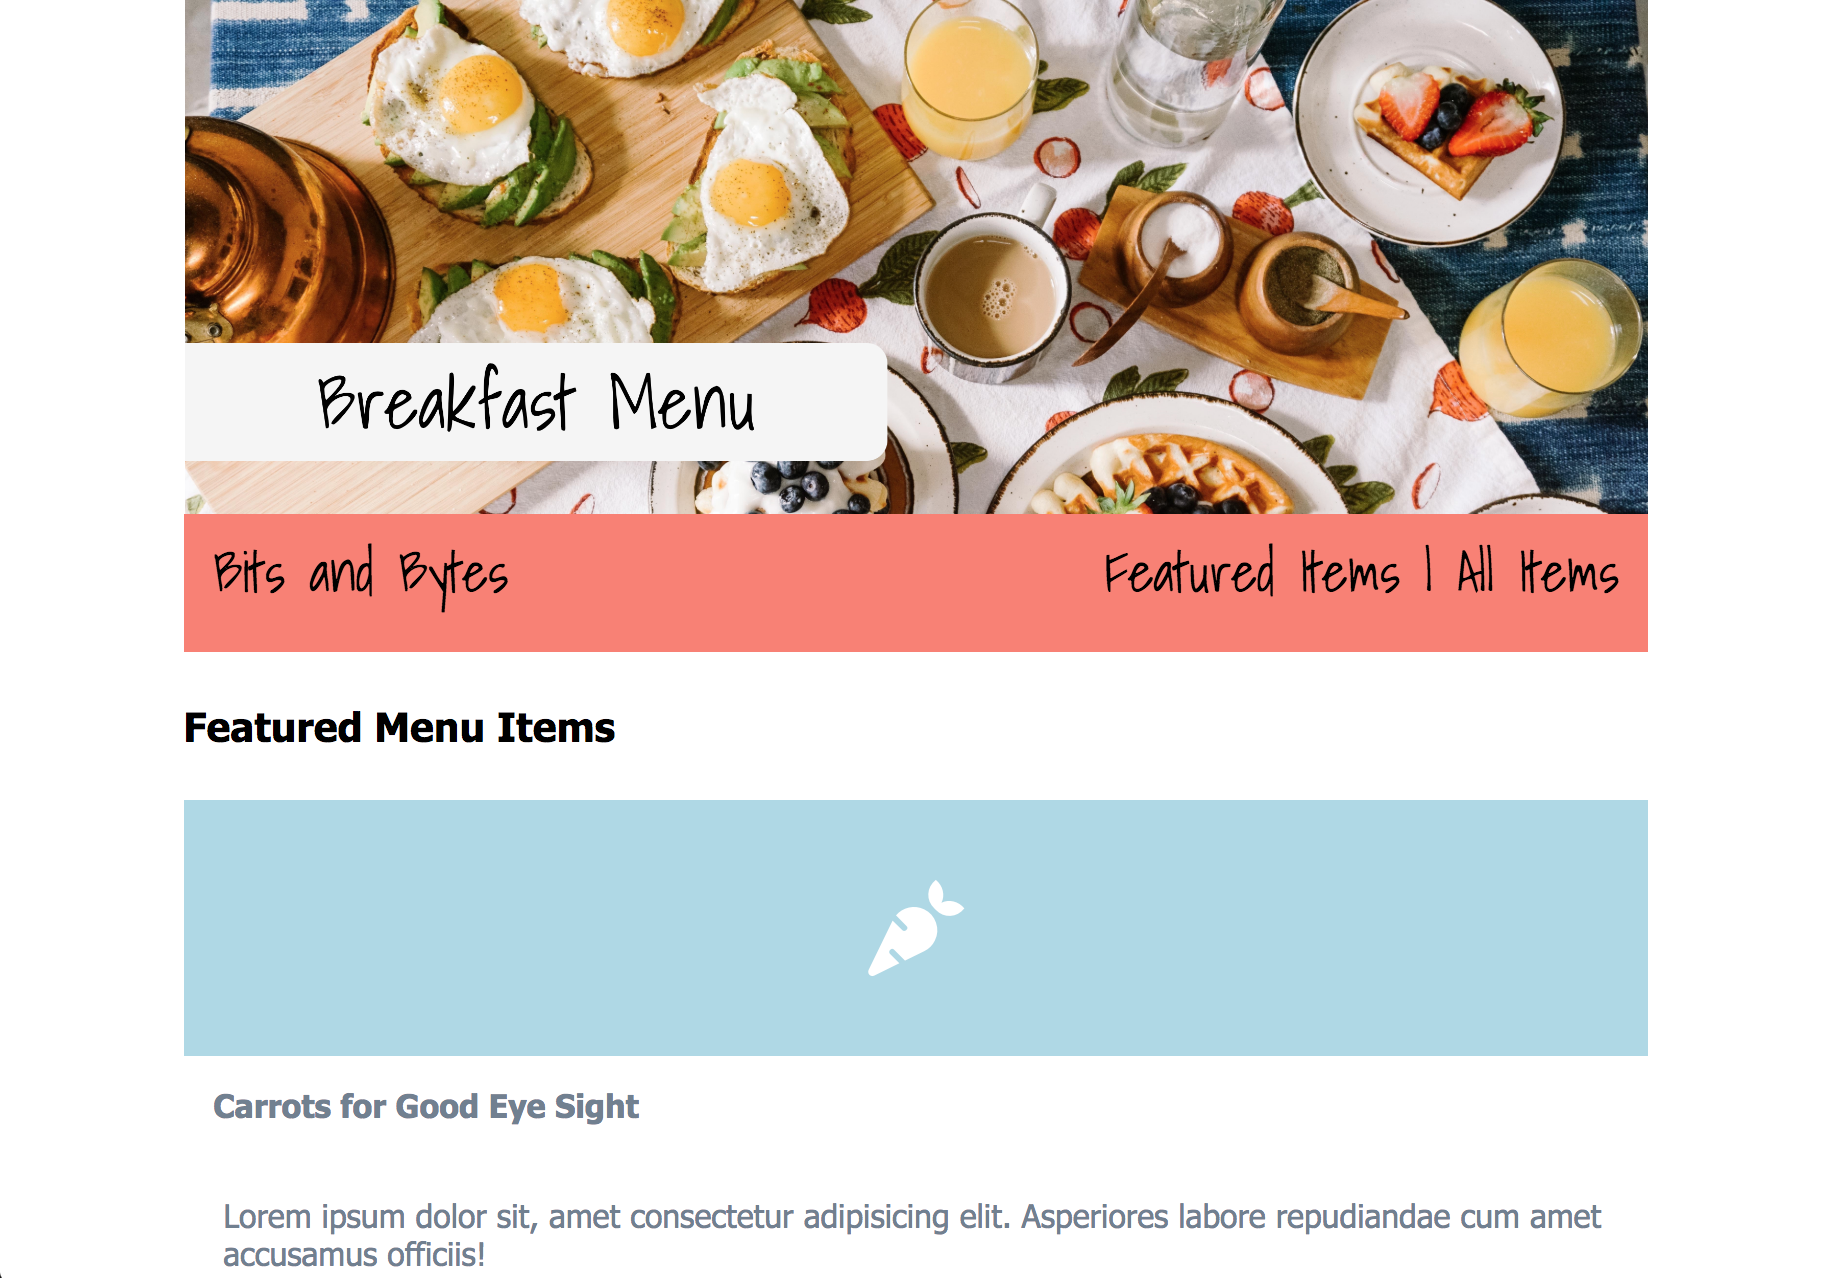 Breakfast Menu
Bits and Bytes
Featured Items | All Items
Featured Menu Items
Carrots for Good Eye Sight
Lorem ipsum dolor sit, amet consectetur adipisicing elit. Asperiores labore repudiandae cum amet
accusamus officiis!